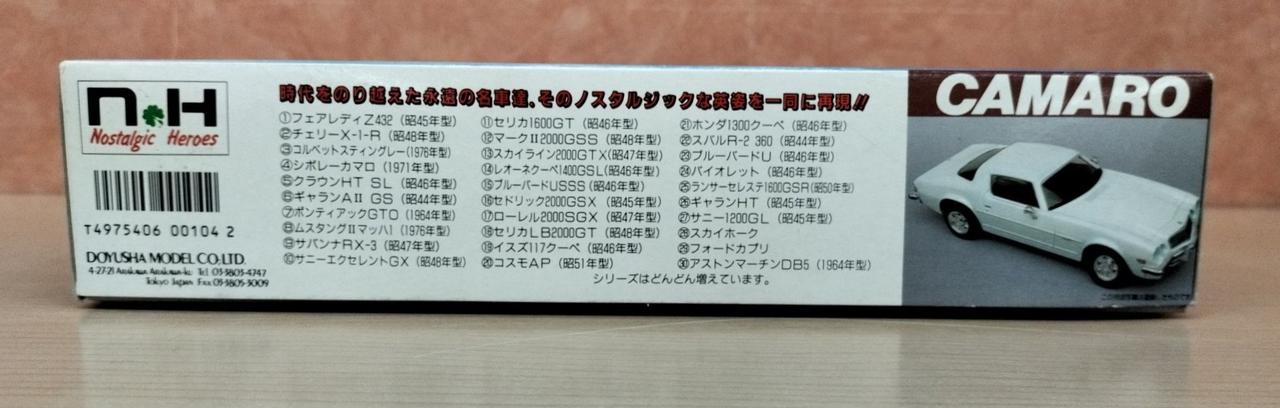 n H
Nostalgic Heroes
T4975406 00104 2
DOYUSHA MODEL CO.LTD.
4-27-21 Arakawa Arakawa-ku Tel 03-3803-4747
Tokyo Japan Fax 03-3803-3009
時代をのり越えた永遠の名車達、そのノスタルジックな英姿を一同に再現!!
①フェアレディZ432（昭45年型）
②チェリーX-1-R（昭48年型）
③コルベットスティングレー(1976年型)
④シボレーカマロ（1971年型）
⑤クラウンHT SL（昭46年型）
⑥ギャランAⅡ GS（昭44年型）
⑦ポンティアックGTO（1964年型）
⑧ムスタングⅡマッハⅠ（1976年型）
⑨サバンナRX-3（昭47年型）
⑩サニーエクセレントGX（昭48年型）
⑪セリカ1600GT（昭46年型）
⑫マークⅡ2000GSS（昭48年型）
⑬スカイライン2000GTX(昭47年型)
⑭レオーネクーペ1400GSL(昭46年型)
⑮ブルーバードUSSS(昭46年型)
⑯セドリック2000GSX（昭46年型）
⑰ローレル2000SGX（昭47年型）
⑱セリカLB2000GT（昭48年型）
⑲イスズ117クーペ（昭46年型）
⑳コスモAP（昭51年型）
㉑ホンダ1300クーペ（昭46年型）
㉒スバルR-2 360（昭44年型）
㉓ブルーバードU（昭46年型）
㉔バイオレット（昭46年型）
㉕ランサーセレステ1600GSR(昭50年型)
㉖ギャランHT（昭45年型）
㉗サニー1200GL（昭45年型）
㉘スカイホーク
㉙フォードカプリ
㉚アストンマーチンDB5（1964年型）
シリーズはどんどん増えています。
CAMARO